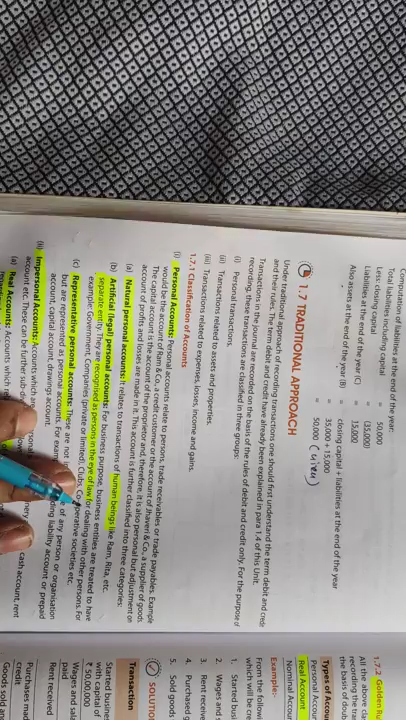 Computation of liabilities at the end of the year:
Total liabilities including capital = 50,000
Less: closing capital = (35,000)
Liabilities at the end of the year (C) = 15,000
Also assets at the end of the year (B) = closing capital + liabilities at the end of the year
= 35,000 + 15,000
= 50,000 (Given)
1.7 TRADITIONAL APPROACH
Under traditional approach of recording transactions one should first understand the term debit and credit
and their rules. The term debit and credit have already been explained in para 1.4 of this Unit.
Transactions in the journal are recorded on the basis of the rules of debit and credit only. For the purpose of
recording, these transactions are classified in three groups:
(i) Personal transactions.
(ii) Transactions related to assets and properties.
(iii) Transactions related to expenses, losses, income and gains.
1.7.1 Classification of Accounts
(i) Personal Accounts: Personal accounts relate to persons, trade receivables or trade payables. Example
would be the account of Ram & Co., a credit customer or the account of Jhaveri & Co., a supplier of goods.
The capital account is the account of the proprietor and, therefore, it is also personal but adjustment on
account of profits and losses are made in it. This account is further classified into three categories:
(a) Natural personal accounts: It relates to transactions of human beings like Ram, Rita, etc.
(b) Artificial (legal) personal accounts: For business purpose, business entities are treated to have
separate entity. They are recognised as persons in the eye of law for dealing with other persons. For
example: Government, Companies (private or limited), Clubs, Co-operative societies etc.
(c) Representative personal accounts: These are not in of any person or organisation
but are represented as personal accounts. For example, liability account or prepaid
account, capital account, drawings account.
(ii) Impersonal Accounts: Accounts which are
account etc. These can be further sub-divided
(a) Real Accounts: Accounts which cash account, rent
1.7.2 Golden Ru
All the above cla
recording the tran
the basis of dou
Types of Accou
Personal Accou
Real Account
Nominal Accou
Example:-
From the follow
which will be cre
1. Started busi
2. Wages and
3. Rent receive
4. Purchased g
5. Sold goods
SOLUTIO
Transaction
Started busines
with capital of
₹ 50,00,000
Wages and sala
paid
Rent received
Purchases mad
credit
Goods sold a